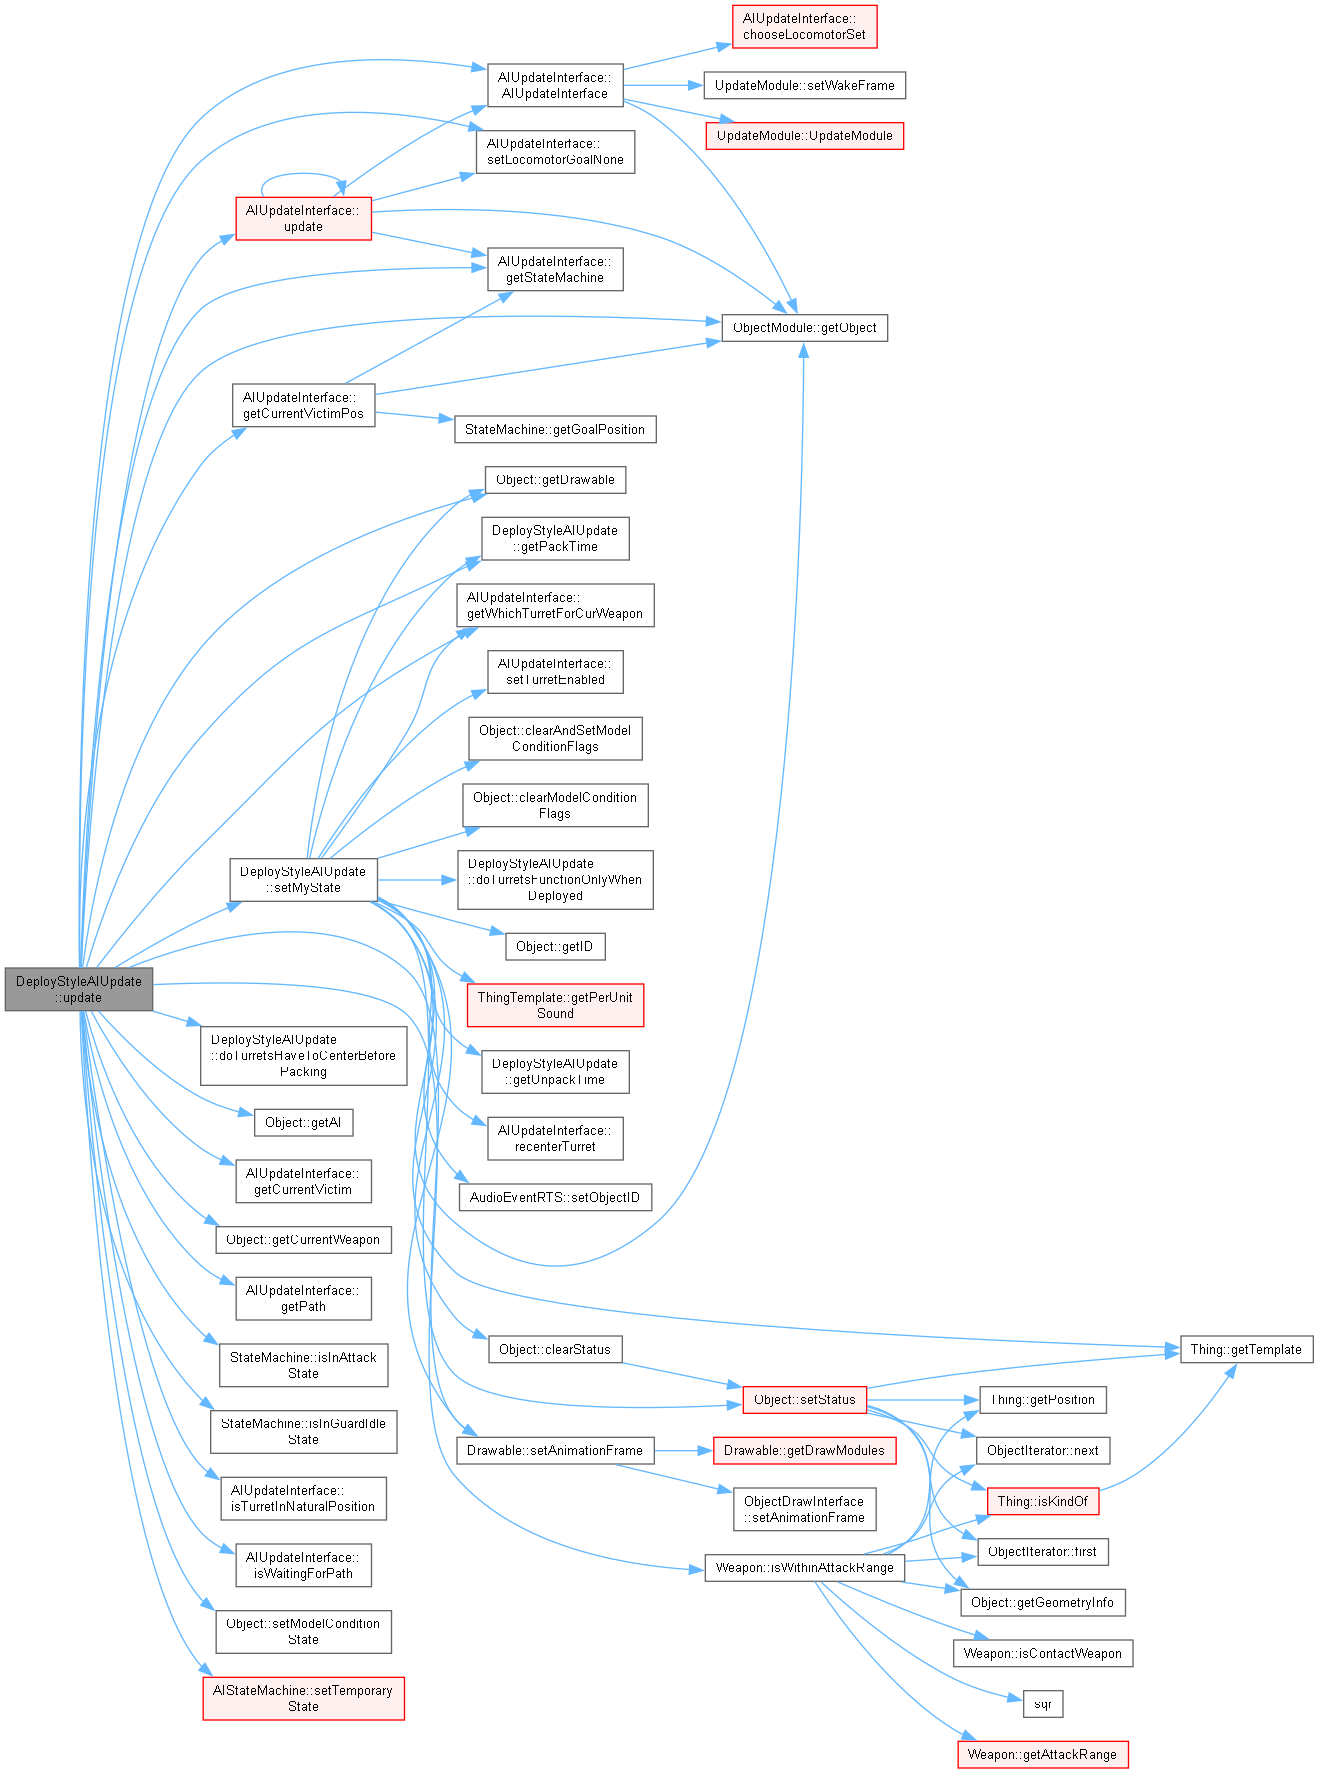 AIUpdateInterface::
chooseLocomotorSet
AIUpdateInterface::
AIUpdateInterface
UpdateModule::setWakeFrame
UpdateModule::UpdateModule
AIUpdateInterface::
setLocomotorGoalNone
AIUpdateInterface::
update
AIUpdateInterface::
getStateMachine
ObjectModule::getObject
AIUpdateInterface::
getCurrentVictimPos
StateMachine::getGoalPosition
Object::getDrawable
DeployStyleAIUpdate
::getPackTime
AIUpdateInterface::
getWhichTurretForCurWeapon
AIUpdateInterface::
setTurretEnabled
Object::clearAndSetModel
ConditionFlags
Object::clearModelCondition
Flags
DeployStyleAIUpdate
::setMyState
DeployStyleAIUpdate
::doTurretsFunctionOnlyWhen
Deployed
Object::getID
DeployStyleAIUpdate
::update
ThingTemplate::getPerUnit
Sound
DeployStyleAIUpdate
::doTurretsHaveToCenterBefore
Packing
DeployStyleAIUpdate
::getUnpackTime
Object::getAI
AIUpdateInterface::
recenterTurret
AIUpdateInterface::
getCurrentVictim
AudioEventRTS::setObjectID
Object::getCurrentWeapon
AIUpdateInterface::
getPath
StateMachine::isInAttack
State
Object::clearStatus
Thing::getTemplate
Object::setStatus
Thing::getPosition
StateMachine::isInGuardIdle
State
Drawable::setAnimationFrame
Drawable::getDrawModules
ObjectIterator::next
AIUpdateInterface::
isTurretInNaturalPosition
ObjectDrawInterface
::setAnimationFrame
Thing::isKindOf
AIUpdateInterface::
isWaitingForPath
Weapon::isWithinAttackRange
ObjectIterator::first
Object::getGeometryInfo
Object::setModelCondition
State
Weapon::isContactWeapon
AIStateMachine::setTemporary
State
sqr
Weapon::getAttackRange